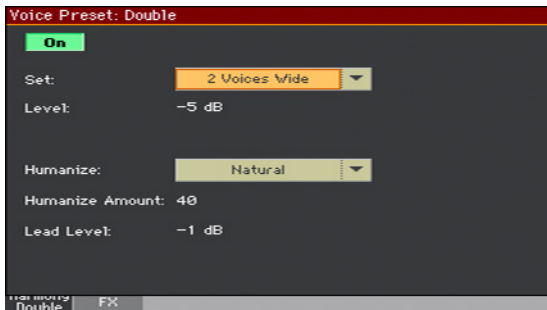 Voice Preset: Double
On
Set: 2 Voices Wide
Level: -5 dB
Humanize: Natural
Humanize Amount: 40
Lead Level: -1 dB
Harmony
Double FX